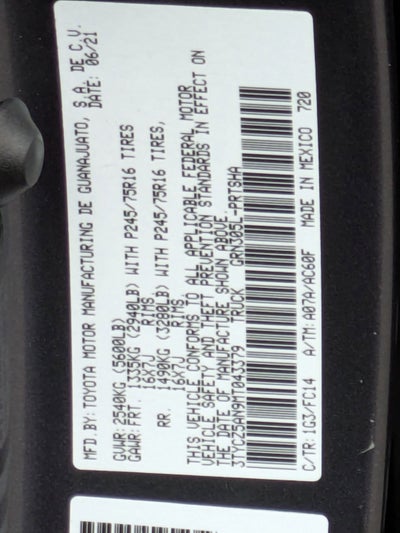 MFD. BY: TOYOTA MOTOR MANUFACTURING DE GUANAJUATO, S.A. DE C.V.
DATE: 06/21
GVWR: 2540KG (5600LB)
GAWR: FRT. 1335KG (2940LB) WITH P245/75R16 TIRES
16X7J RIMS
RR. 1490KG (3280LB) WITH P245/75R16 TIRES,
16X7J RIMS
THIS VEHICLE CONFORMS TO ALL APPLICABLE FEDERAL MOTOR
VEHICLE SAFETY AND THEFT PREVENTION STANDARDS IN EFFECT ON
THE DATE OF MANUFACTURE SHOWN ABOVE.
3TYCZ5AN9MT043379 TRUCK GRN305L-PRTSHA
C/TR: 1G3/FC14 A/TM: A07A/AC60F MADE IN MEXICO 720